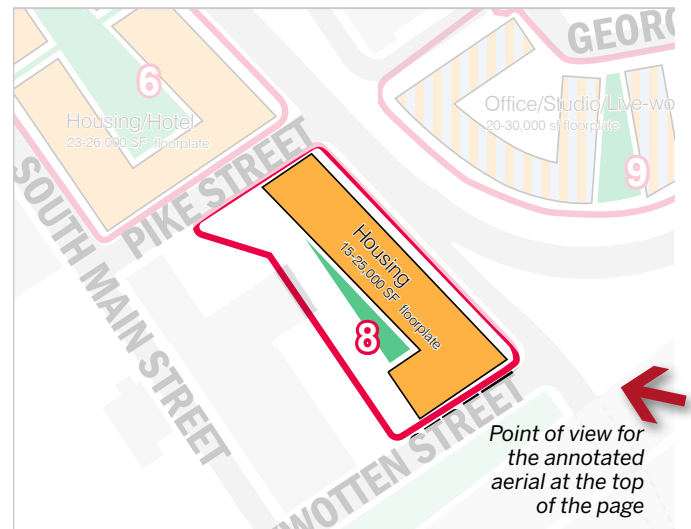 GEORG
6
Housing/Hotel
23-26 000 SF floorplate
Office/Studio/Live-wo
20-30,000 sf floorplate
9
PIKE STREET
SOUTH MAIN STREET
Housing
15-25,000 SF floorplate
8
WOTTEN STREET
Point of view for
the annotated
aerial at the top
of the page